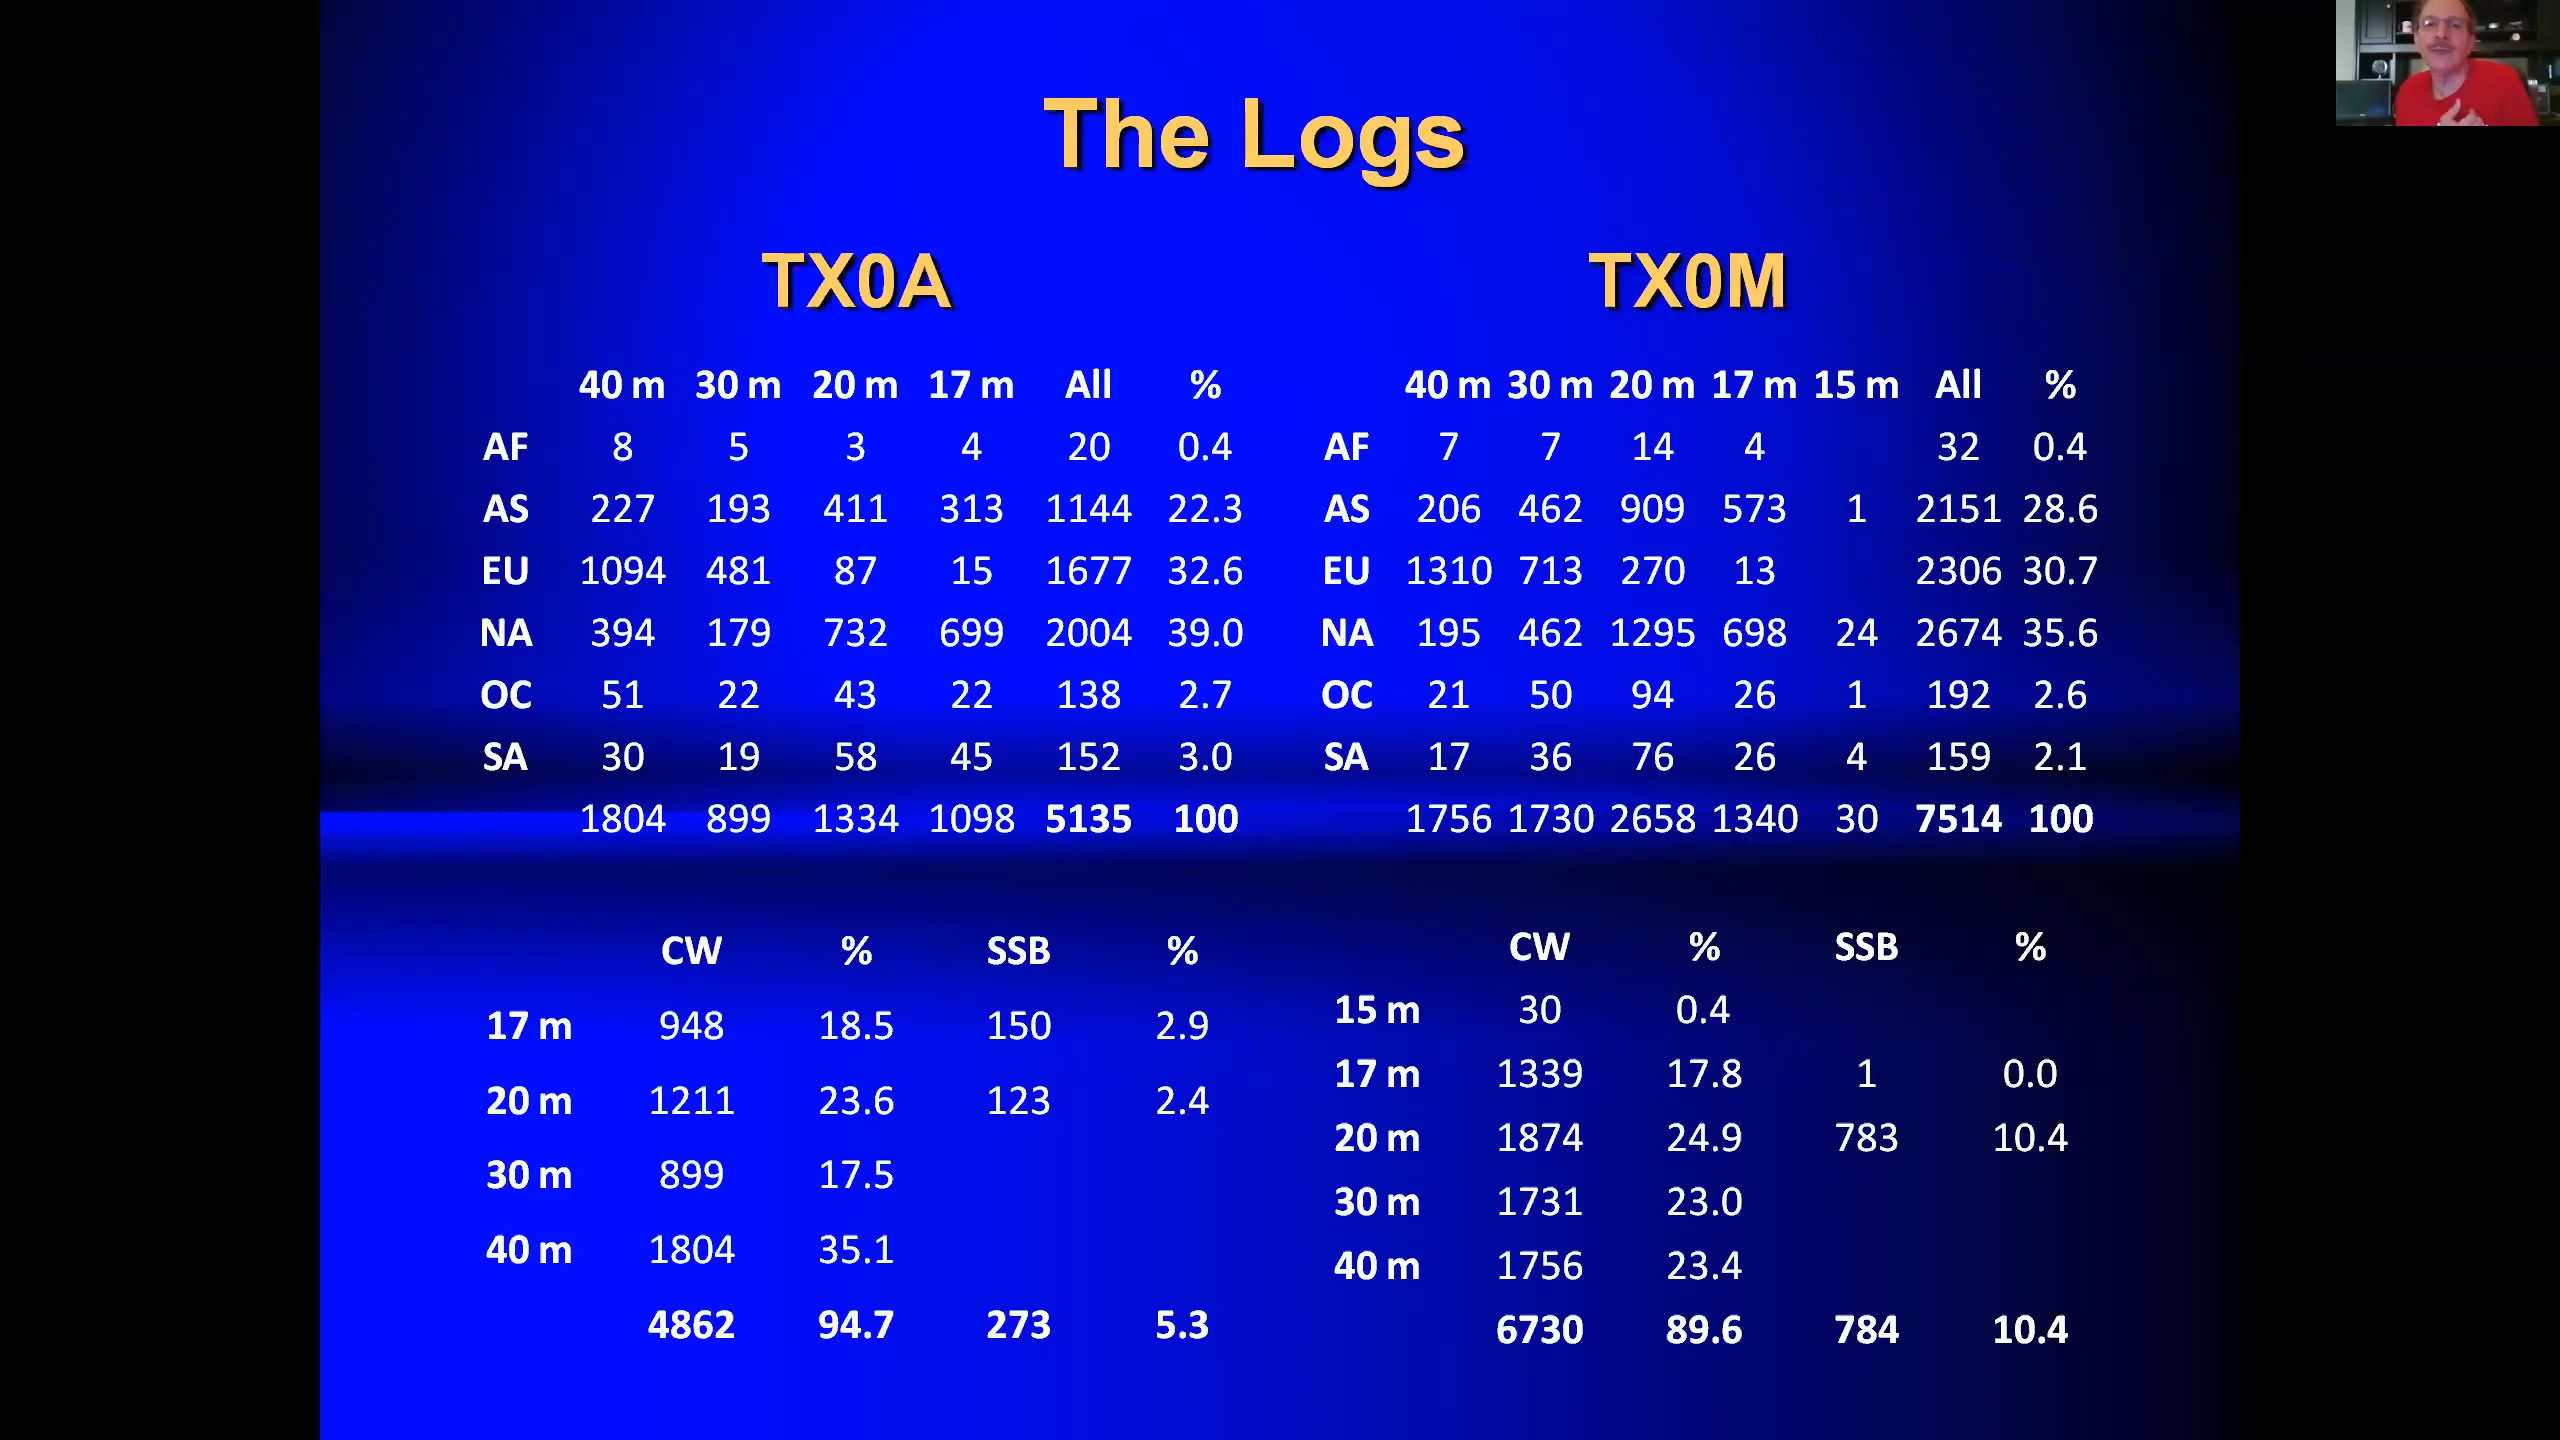 The Logs
TX0A
40 m 30 m 20 m 17 m All %
AF 8 5 3 4 20 0.4
AS 227 193 411 313 1144 22.3
EU 1094 481 87 15 1677 32.6
NA 394 179 732 699 2004 39.0
OC 51 22 43 22 138 2.7
SA 30 19 58 45 152 3.0
1804 899 1334 1098 5135 100
CW % SSB %
17 m 948 18.5 150 2.9
20 m 1211 23.6 123 2.4
30 m 899 17.5
40 m 1804 35.1
4862 94.7 273 5.3
TX0M
40 m 30 m 20 m 17 m 15 m All %
AF 7 7 14 4 32 0.4
AS 206 462 909 573 1 2151 28.6
EU 1310 713 270 13 2306 30.7
NA 195 462 1295 698 24 2674 35.6
OC 21 50 94 26 1 192 2.6
SA 17 36 76 26 4 159 2.1
1756 1730 2658 1340 30 7514 100
CW % SSB %
15 m 30 0.4
17 m 1339 17.8 1 0.0
20 m 1874 24.9 783 10.4
30 m 1731 23.0
40 m 1756 23.4
6730 89.6 784 10.4